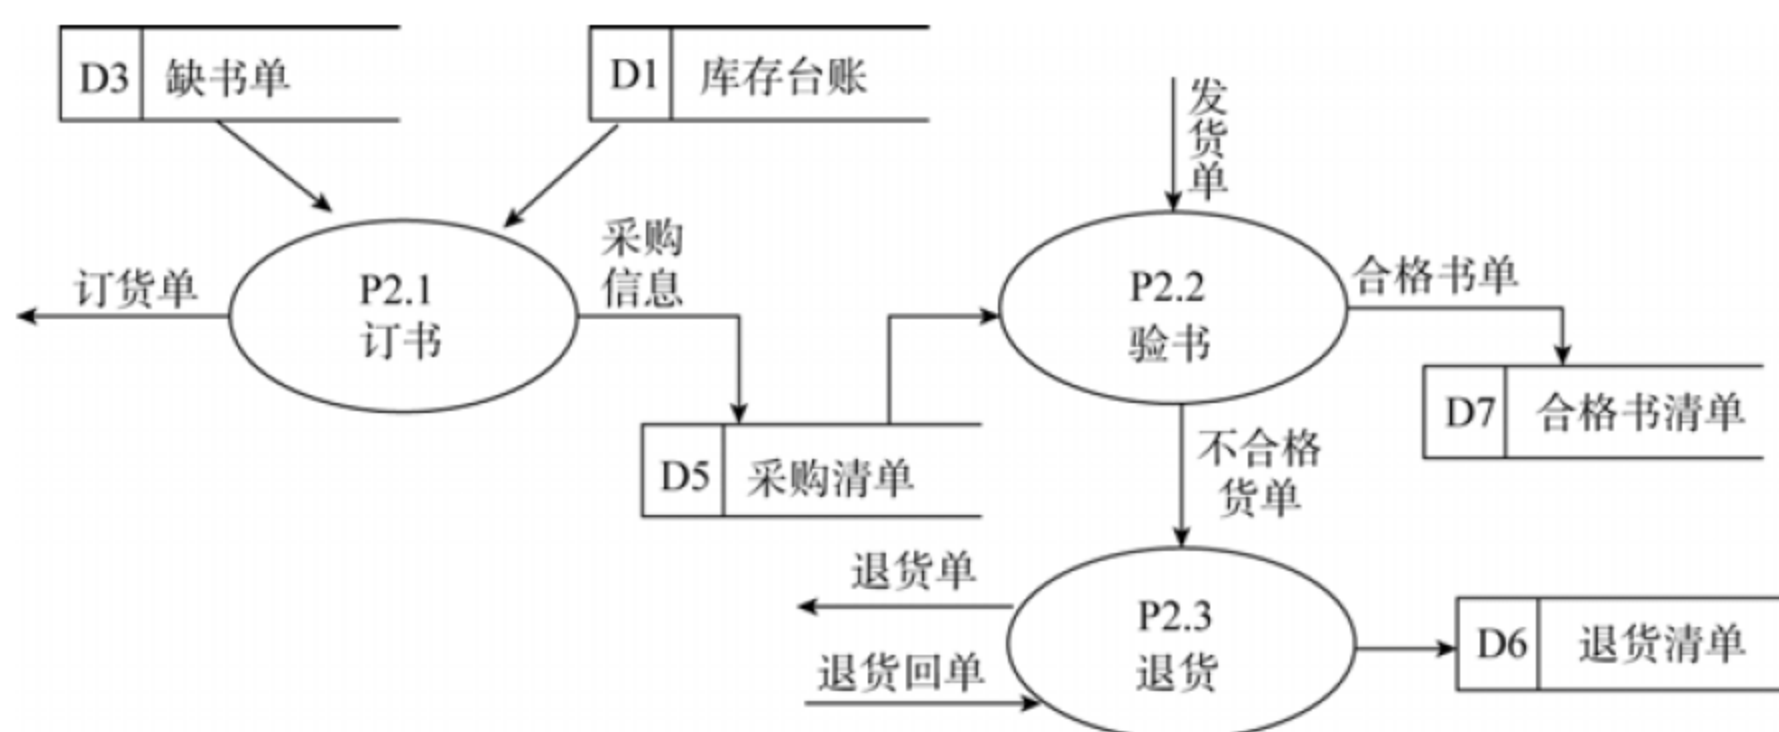 D3 缺书单
D1 库存台账
发货单
采购
信息
订货单
P2.1
订书
P2.2
验书
合格书单
D7 合格书清单
D5 采购清单
不合格
货单
退货单
P2.3
退货
退货回单
D6 退货清单